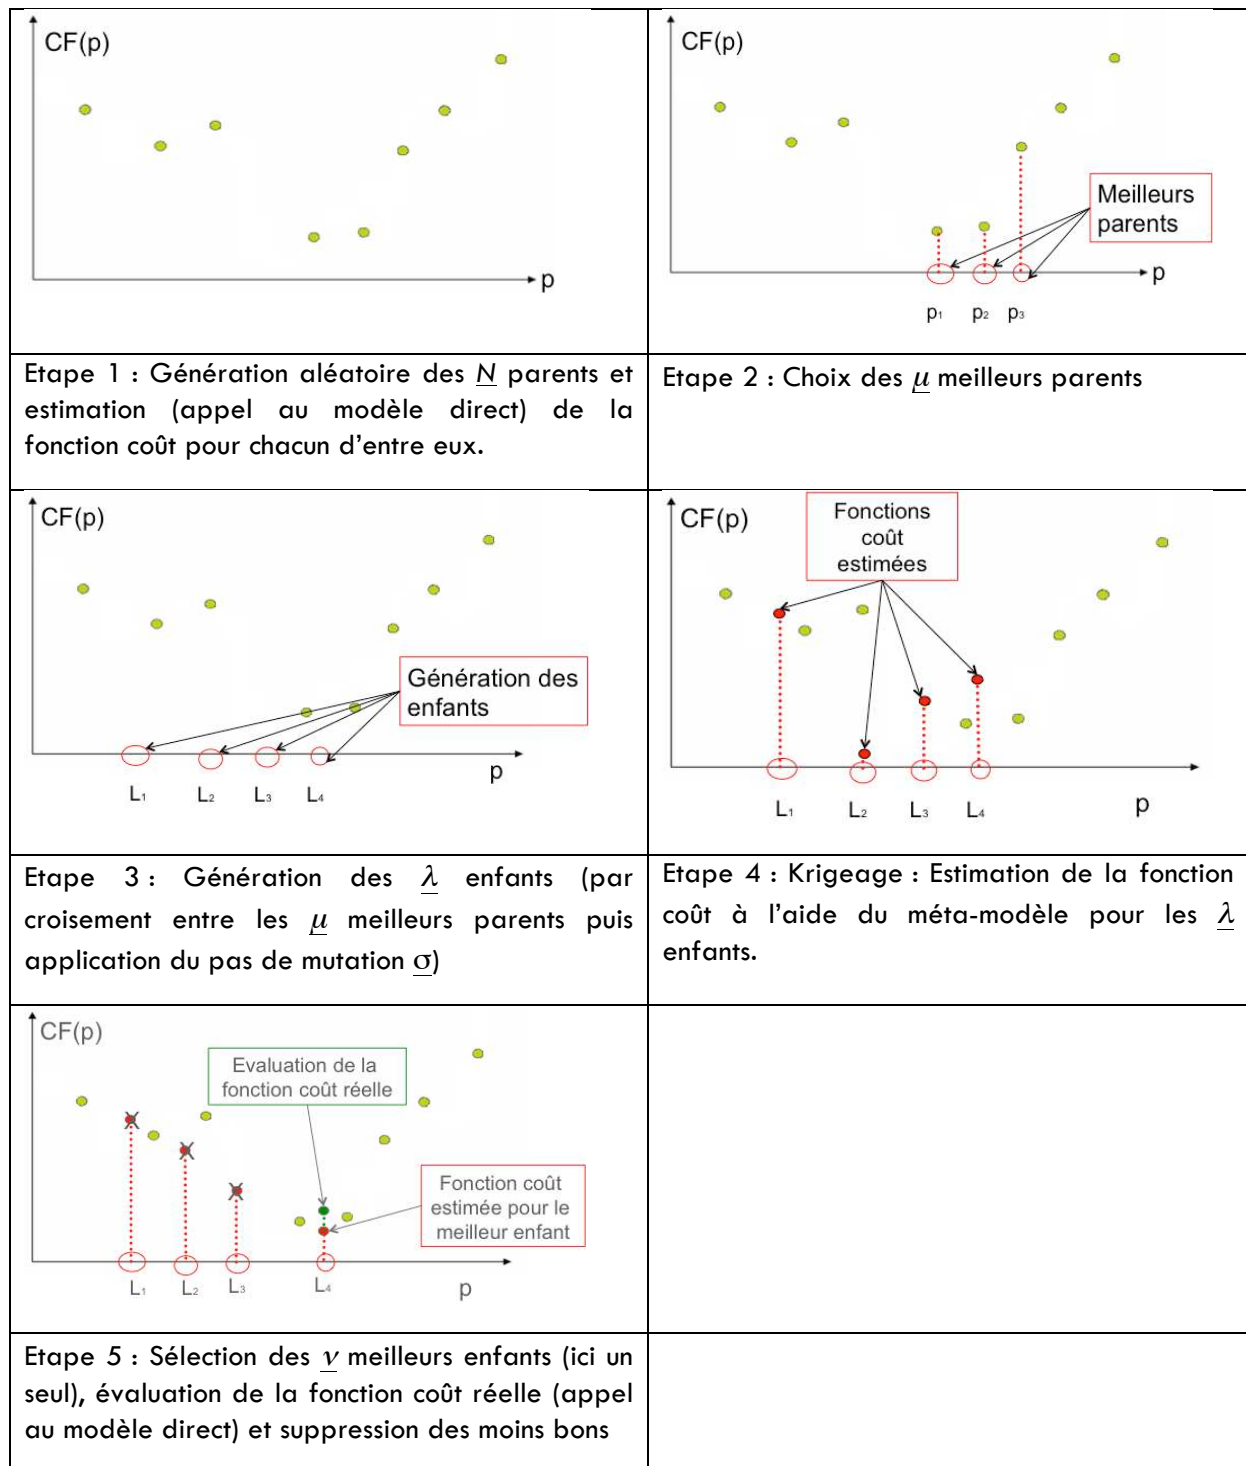 CF(p)
p
CF(p)
Meilleurs
parents
p
p₁ p₂ p₃
Etape 1 : Génération aléatoire des N parents et
estimation (appel au modèle direct) de la
fonction coût pour chacun d'entre eux.
Etape 2 : Choix des μ meilleurs parents
CF(p)
Génération des
enfants
p
L₁ L₂ L₃ L₄
CF(p)
Fonctions
coût
estimées
L₁ L₂ L₃ L₄ p
Etape 3 : Génération des λ enfants (par
croisement entre les μ meilleurs parents puis
application du pas de mutation σ)
Etape 4 : Krigeage : Estimation de la fonction
coût à l'aide du méta-modèle pour les λ
enfants.
CF(p)
Evaluation de la
fonction coût réelle
Fonction coût
estimée pour le
meilleur enfant
L₁ L₂ L₃ L₄ p
Etape 5 : Sélection des ν meilleurs enfants (ici un
seul), évaluation de la fonction coût réelle (appel
au modèle direct) et suppression des moins bons